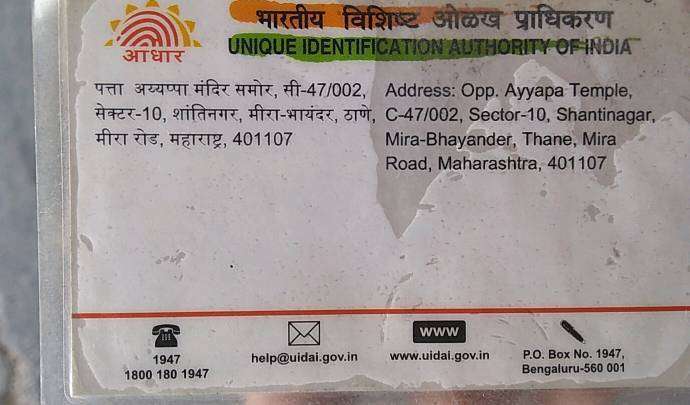 भारतीय विशिष्ट ओळख प्राधिकरण
UNIQUE IDENTIFICATION AUTHORITY OF INDIA
आधार
पत्ता अय्यप्पा मंदिर समोर, सी-47/002,
सेक्टर-10, शांतिनगर, मीरा-भायंदर, ठाणे,
मीरा रोड, महाराष्ट्र, 401107
Address: Opp. Ayyapa Temple,
C-47/002, Sector-10, Shantinagar,
Mira-Bhayander, Thane, Mira
Road, Maharashtra, 401107
1947
1800 180 1947
help@uidai.gov.in
www
www.uidai.gov.in
P.O. Box No. 1947,
Bengaluru-560 001